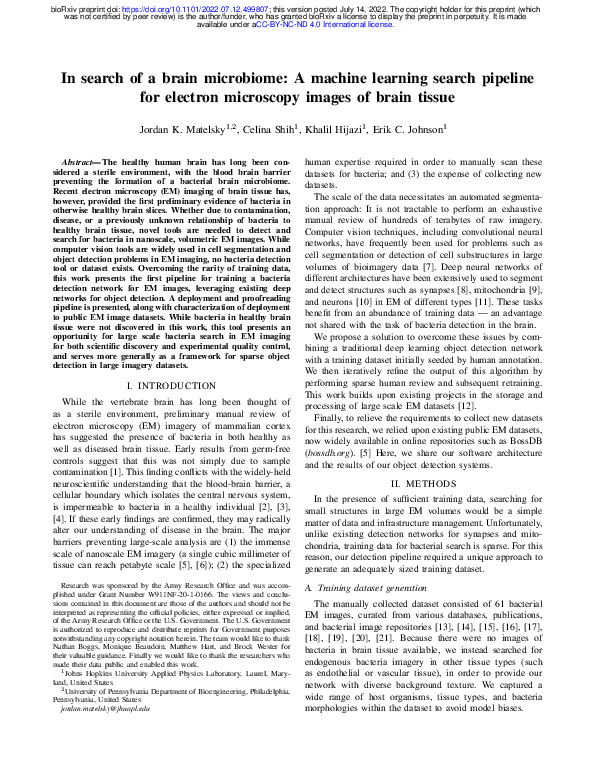 bioRxiv preprint doi: https://doi.org/10.1101/2022.07.12.499807; this version posted July 14, 2022. The copyright holder for this preprint (which
was not certified by peer review) is the author/funder, who has granted bioRxiv a license to display the preprint in perpetuity. It is made
available under aCC-BY-NC-ND 4.0 International license.
In search of a brain microbiome: A machine learning search pipeline
for electron microscopy images of brain tissue
Jordan K. Matelsky1,2, Celina Shih1, Khalil Hijazi1, Erik C. Johnson1
Abstract—The healthy human brain has long been con-
sidered a sterile environment, with the blood brain barrier
preventing the formation of a bacterial brain microbiome.
Recent electron microscopy (EM) imaging of brain tissue has,
however, provided the first preliminary evidence of bacteria in
otherwise healthy brain slices. Whether due to contamination,
disease, or a previously unknown relationship of bacteria to
healthy brain tissue, novel tools are needed to detect and
search for bacteria in nanoscale, volumetric EM images. While
computer vision tools are widely used in cell segmentation and
object detection problems in EM imaging, no bacteria detection
tool or dataset exists. Overcoming the rarity of training data,
this work presents the first pipeline for training a bacteria
detection network for EM images, leveraging existing deep
networks for object detection. A deployment and proofreading
pipeline is presented, along with characterization of deployment
to public EM image datasets. While bacteria in healthy brain
tissue were not discovered in this work, this tool presents an
opportunity for large scale bacteria search in EM imaging
for both scientific discovery and experimental quality control,
and serves more generally as a framework for sparse object
detection in large imagery datasets.
I. INTRODUCTION
While the vertebrate brain has long been thought of
as a sterile environment, preliminary manual review of
electron microscopy (EM) imagery of mammalian cortex
has suggested the presence of bacteria in both healthy as
well as diseased brain tissue. Early results from germ-free
controls suggest that this was not simply due to sample
contamination [1]. This finding conflicts with the widely-held
neuroscientific understanding that the blood-brain barrier, a
cellular boundary which isolates the central nervous system,
is impermeable to bacteria in a healthy individual [2], [3],
[4]. If these early findings are confirmed, they may radically
alter our understanding of disease in the brain. The major
barriers preventing large-scale analysis are (1) the immense
scale of nanoscale EM imagery (a single cubic millimeter of
tissue can reach petabyte scale [5], [6]); (2) the specialized
Research was sponsored by the Army Research Office and was accom-
plished under Grant Number W911NF-20-1-0166. The views and conclu-
sions contained in this document are those of the authors and should not be
interpreted as representing the official policies, either expressed or implied,
of the Army Research Office or the U.S. Government. The U.S. Government
is authorized to reproduce and distribute reprints for Government purposes
notwithstanding any copyright notation herein. The team would like to thank
Nathan Boggs, Monique Beaudoin, Matthew Hart, and Brock Wester for
their valuable guidance. Finally we would like to thank the researchers who
made their data public and enabled this work.
1Johns Hopkins University Applied Physics Laboratory, Laurel, Mary-
land, United States
2University of Pennsylvania Department of Bioengineering, Philadelphia,
Pennsylvania, United States
jordan.matelsky@jhuapl.edu
human expertise required in order to manually scan these
datasets for bacteria; and (3) the expense of collecting new
datasets.
The scale of the data necessitates an automated segmenta-
tion approach: It is not tractable to perform an exhaustive
manual review of hundreds of terabytes of raw imagery.
Computer vision techniques, including convolutional neural
networks, have frequently been used for problems such as
cell segmentation or detection of cell substructures in large
volumes of bioimagery data [7]. Deep neural networks of
different architectures have been extensively used to segment
and detect structures such as synapses [8], mitochondria [9],
and neurons [10] in EM of different types [11]. These tasks
benefit from an abundance of training data — an advantage
not shared with the task of bacteria detection in the brain.
We propose a solution to overcome these issues by com-
bining a traditional deep learning object detection network
with a training dataset initially seeded by human annotation.
We then iteratively refine the output of this algorithm by
performing sparse human review and subsequent retraining.
This work builds upon existing projects in the storage and
processing of large scale EM datasets [12].
Finally, to relieve the requirements to collect new datasets
for this research, we relied upon existing public EM datasets,
now widely available in online repositories such as BossDB
(bossdb.org). [5] Here, we share our software architecture
and the results of our object detection systems.
II. METHODS
In the presence of sufficient training data, searching for
small structures in large EM volumes would be a simple
matter of data and infrastructure management. Unfortunately,
unlike existing detection networks for synapses and mito-
chondria, training data for bacterial search is sparse. For this
reason, our detection pipeline required a unique approach to
generate an adequately sized training dataset.
A. Training dataset generation
The manually collected dataset consisted of 61 bacterial
EM images, curated from various databases, publications,
and bacterial image repositories [13], [14], [15], [16], [17],
[18], [19], [20], [21]. Because there were no images of
bacteria in brain tissue available, we instead searched for
endogenous bacteria imagery in other tissue types (such
as endothelial or vascular tissue), in order to provide our
network with diverse background texture. We captured a
wide range of host organisms, tissue types, and bacteria
morphologies within the dataset to avoid model biases.